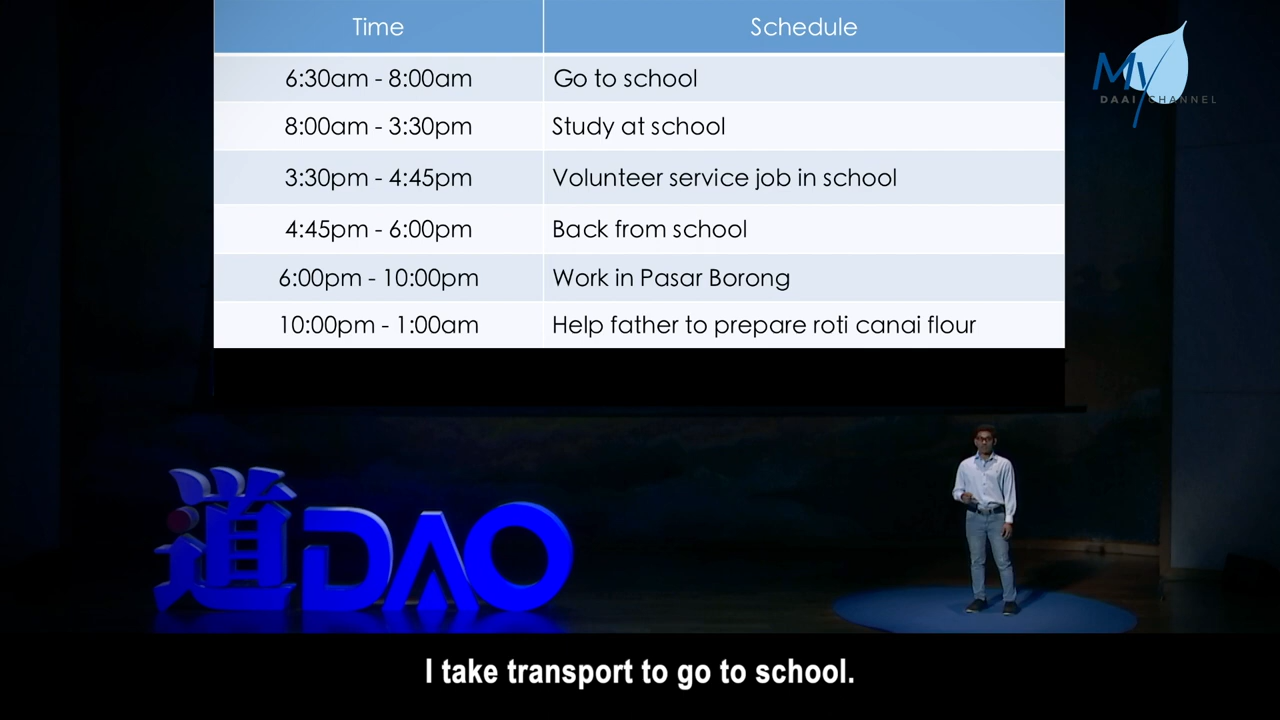 Time Schedule
6:30am - 8:00am Go to school
8:00am - 3:30pm Study at school
3:30pm - 4:45pm Volunteer service job in school
4:45pm - 6:00pm Back from school
6:00pm - 10:00pm Work in Pasar Borong
10:00pm - 1:00am Help father to prepare roti canai flour
My
DAAI CHANNEL
道DAO
I take transport to go to school.